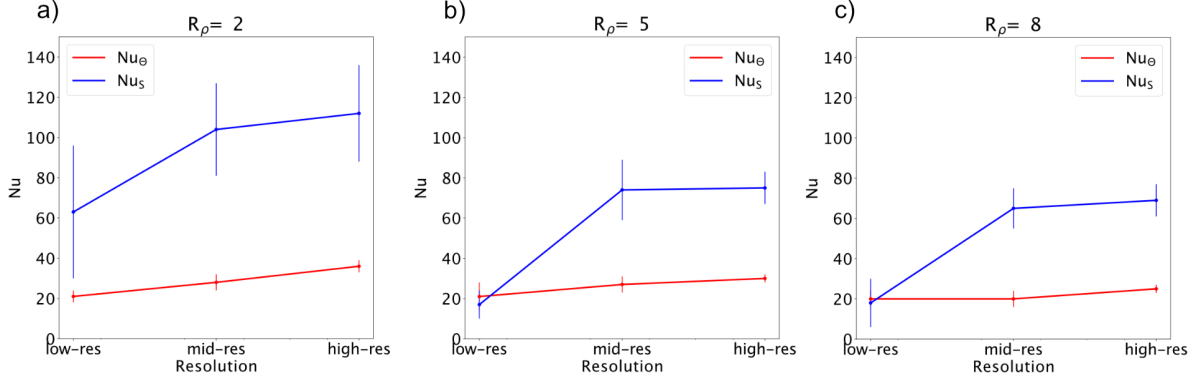 a)
R_ρ= 2
140
120
100
80
60
40
20
0
Nu
Nu_Θ
Nu_S
low-res mid-res high-res
Resolution
b)
R_ρ= 5
140
120
100
80
60
40
20
0
Nu
Nu_Θ
Nu_S
low-res mid-res high-res
Resolution
c)
R_ρ= 8
140
120
100
80
60
40
20
0
Nu
Nu_Θ
Nu_S
low-res mid-res high-res
Resolution